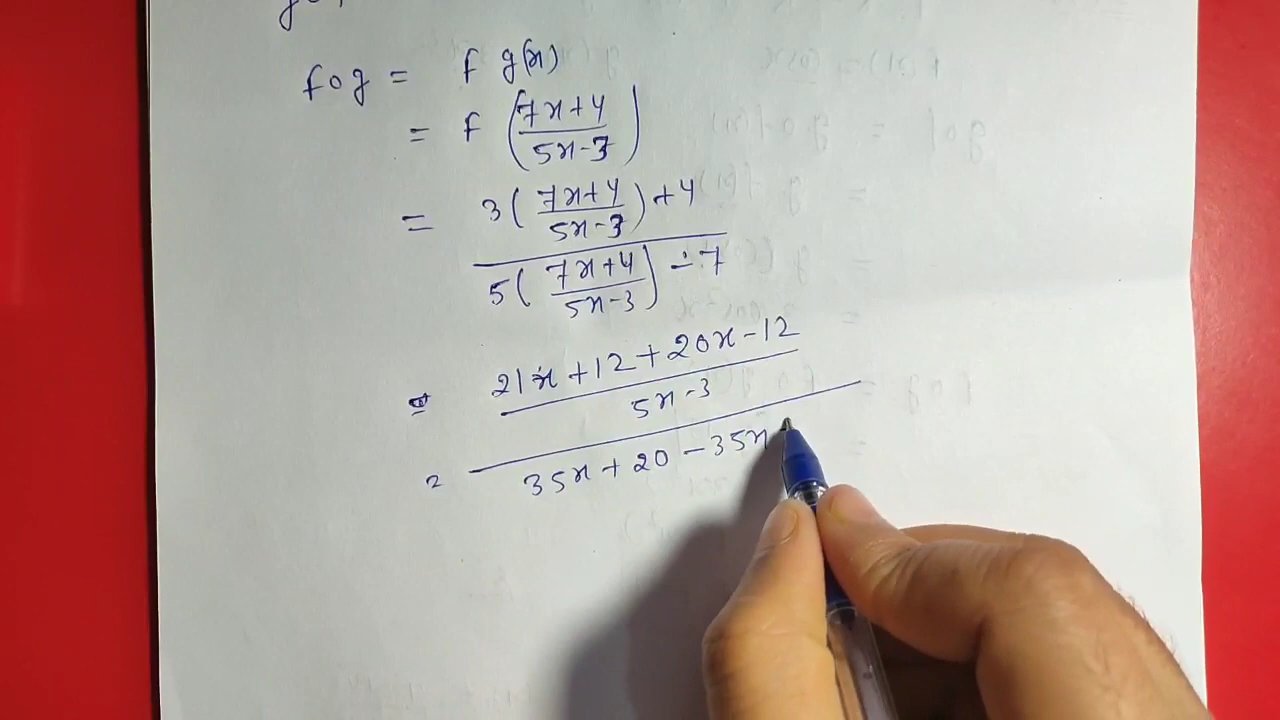 fog = f g(x)
= f ( (7x+4)/(5x-3) )
= (3 ( (7x+4)/(5x-3) ) + 4) / (5 ( (7x+4)/(5x-3) ) - 7)
= ((21x + 12 + 20x - 12)/(5x - 3)) /
= 35x + 20 - 35x